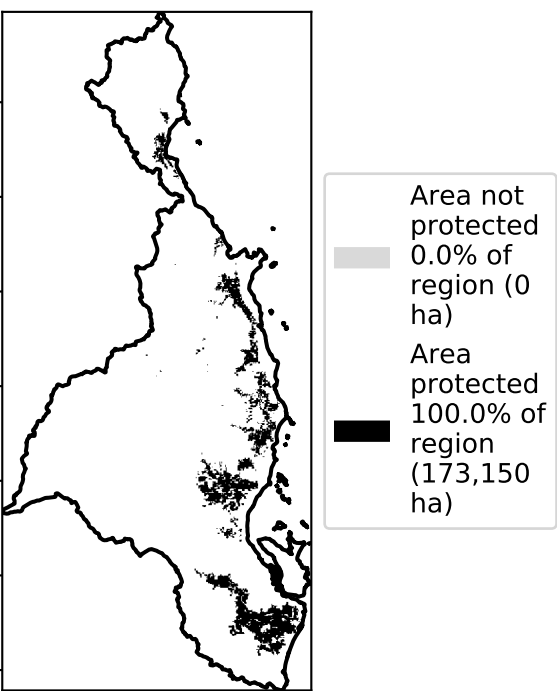 Area not
protected
0.0% of
region (0
ha)
Area
protected
100.0% of
region
(173,150
ha)